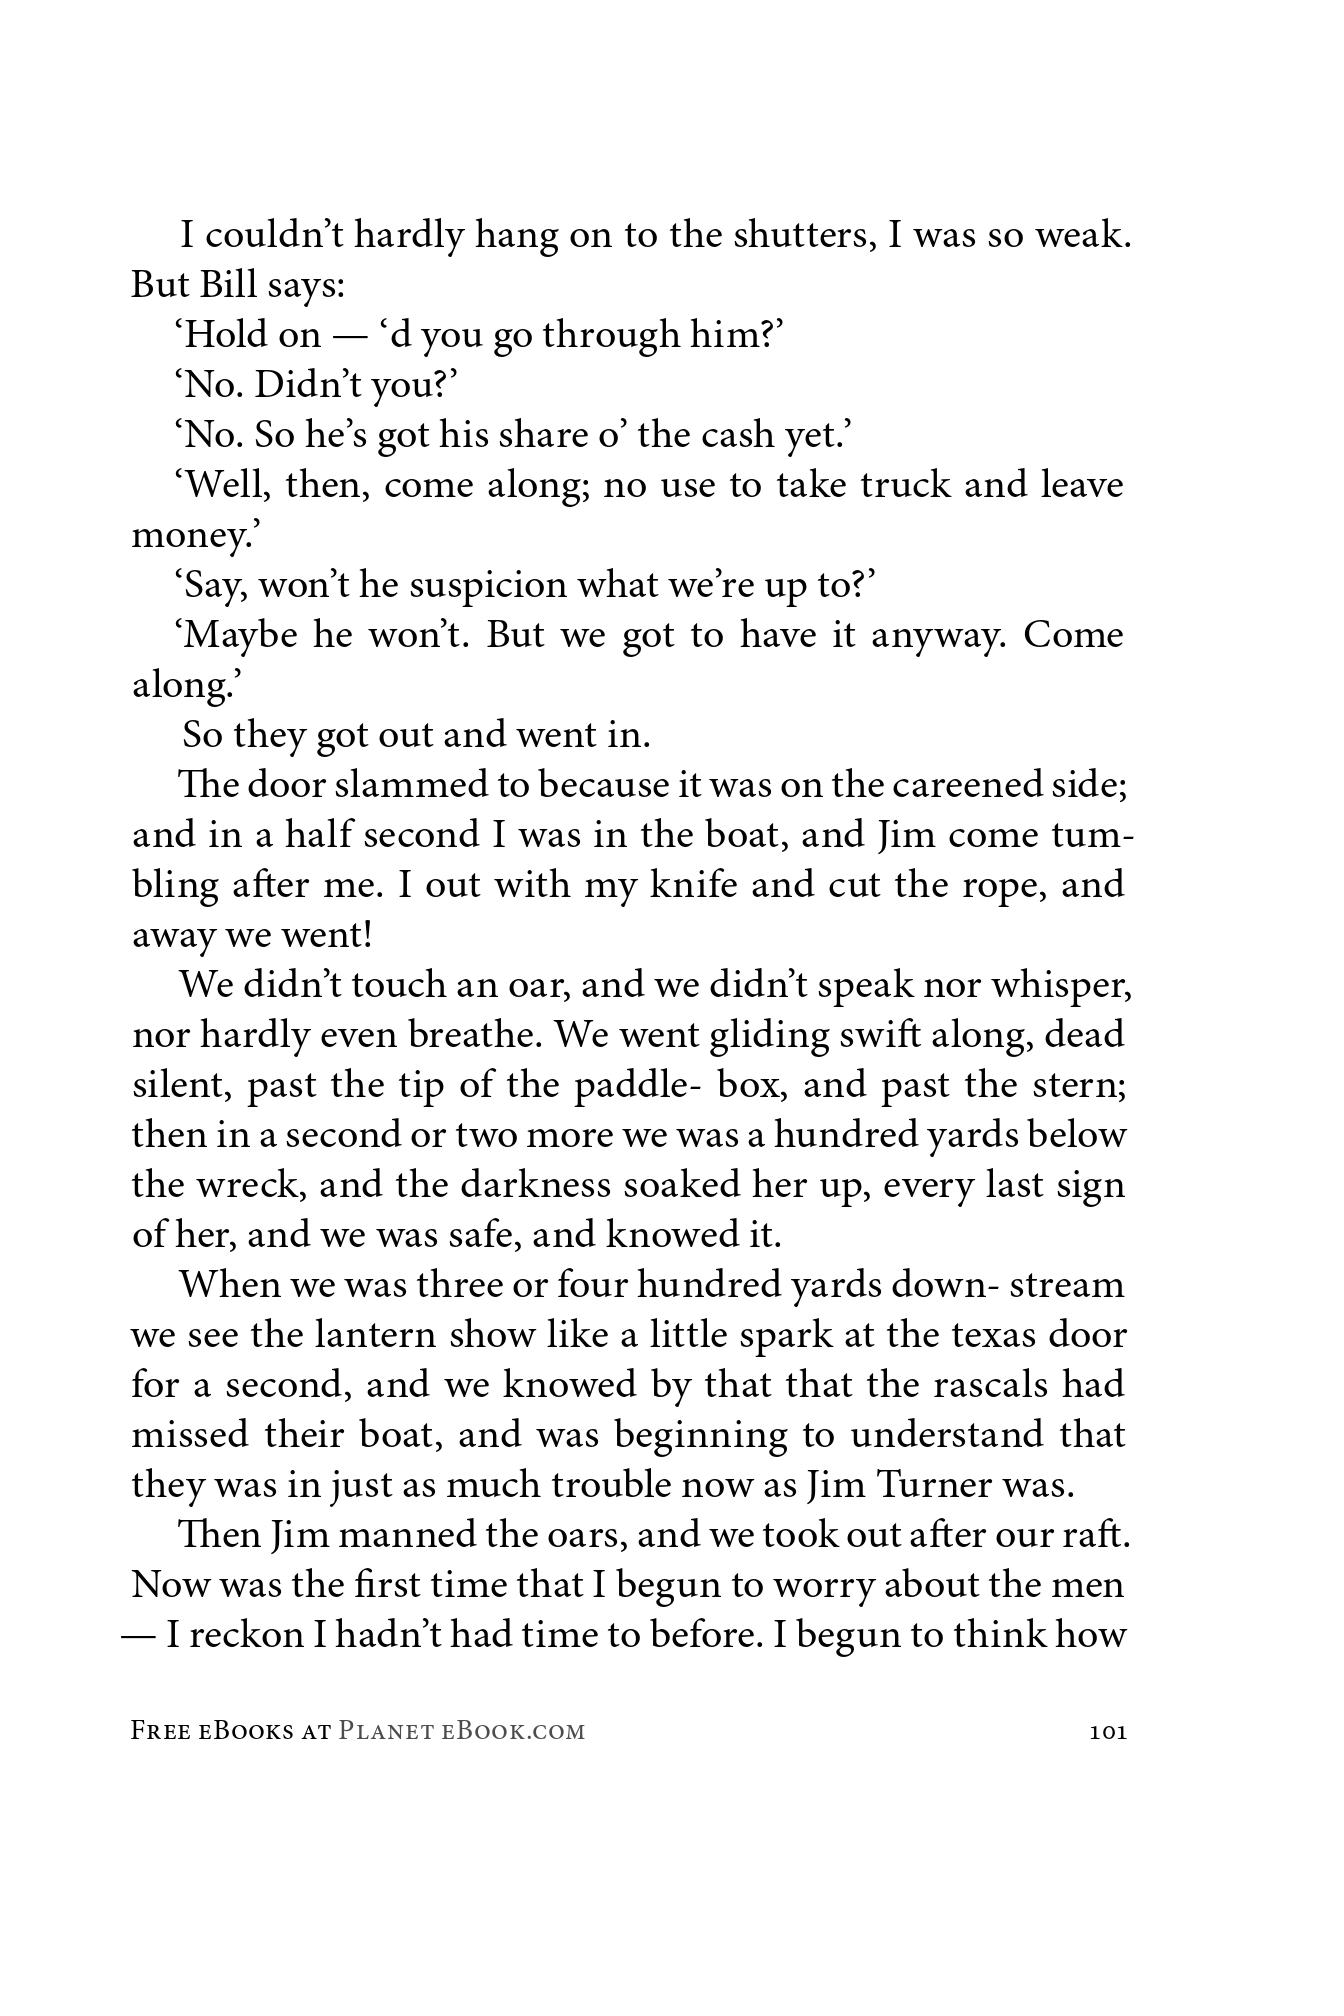 I couldn’t hardly hang on to the shutters, I was so weak.
But Bill says:
‘Hold on — ‘d you go through him?’
‘No. Didn’t you?’
‘No. So he’s got his share o’ the cash yet.’
‘Well, then, come along; no use to take truck and leave
money.’
‘Say, won’t he suspicion what we’re up to?’
‘Maybe he won’t. But we got to have it anyway. Come
along.’
So they got out and went in.
The door slammed to because it was on the careened side;
and in a half second I was in the boat, and Jim come tum-
bling after me. I out with my knife and cut the rope, and
away we went!
We didn’t touch an oar, and we didn’t speak nor whisper,
nor hardly even breathe. We went gliding swift along, dead
silent, past the tip of the paddle- box, and past the stern;
then in a second or two more we was a hundred yards below
the wreck, and the darkness soaked her up, every last sign
of her, and we was safe, and knowed it.
When we was three or four hundred yards down- stream
we see the lantern show like a little spark at the texas door
for a second, and we knowed by that that the rascals had
missed their boat, and was beginning to understand that
they was in just as much trouble now as Jim Turner was.
Then Jim manned the oars, and we took out after our raft.
Now was the first time that I begun to worry about the men
— I reckon I hadn’t had time to before. I begun to think how
Free eBooks at Planet eBook.com 101